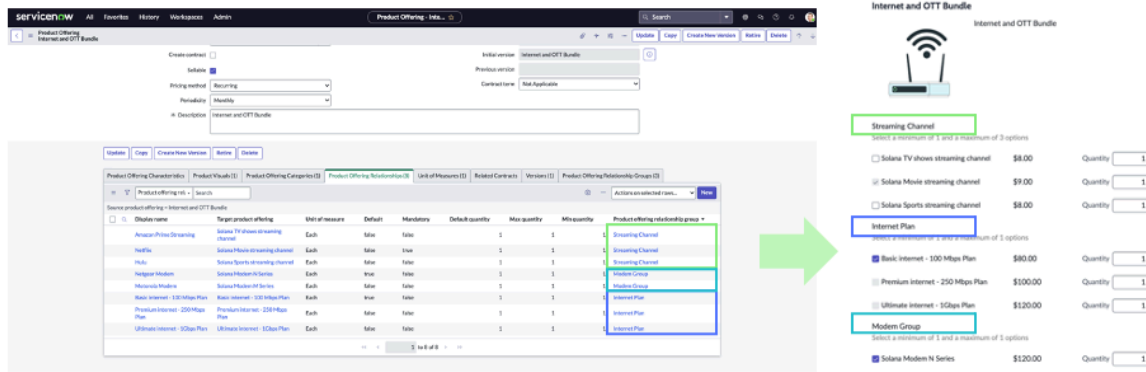 servicenow All Favorites History Workspaces Admin Product Offering - Inte... ☆ Search
Product Offering
Internet and OTT Bundle
Update Copy Create New Version Retire Delete
Create contract
Initial version Internet and OTT Bundle
Sellable
Previous version
Pricing method Recurring
Contract term Not Applicable
Periodicity Monthly
Description Internet and OTT Bundle
Update Copy Create New Version Retire Delete
Product Offering Characteristics Product Visuals (1) Product Offering Categories (1) Product Offering Relationships (8) Unit of Measures (1) Related Contracts Versions (1) Product Offering Relationship Groups (3)
Product offering rel. Search Actions on selected rows... New
Source product offering = Internet and OTT Bundle
Display name Target product offering Unit of measure Default Mandatory Default quantity Max quantity Min quantity Product offering relationship group
Amazon Prime Streaming Solana TV shows streaming channel Each false false 1 1 1 Streaming Channel
Netflix Solana Movie streaming channel Each false true 1 1 1 Streaming Channel
Hulu Solana Sports streaming channel Each false false 1 1 1 Streaming Channel
Netgear Modem Solana Modem N Series Each true false 1 1 1 Modem Group
Motorola Modem Solana Modem M Series Each false false 1 1 1 Modem Group
Basic internet - 100 Mbps Plan Basic internet - 100 Mbps Plan Each true false 1 1 1 Internet Plan
Premium internet - 250 Mbps Plan Premium internet - 250 Mbps Plan Each false false 1 1 1 Internet Plan
Ultimate internet - 1Gbps Plan Ultimate internet - 1Gbps Plan Each false false 1 1 1 Internet Plan
1 to 8 of 8
Internet and OTT Bundle
Internet and OTT Bundle
Streaming Channel
Select a minimum of 1 and a maximum of 3 options
Solana TV shows streaming channel $8.00 Quantity 1
Solana Movie streaming channel $9.00 Quantity 1
Solana Sports streaming channel $8.00 Quantity 1
Internet Plan
Select a minimum of 1 and a maximum of 1 options
Basic internet - 100 Mbps Plan $80.00 Quantity 1
Premium internet - 250 Mbps Plan $100.00 Quantity 1
Ultimate internet - 1Gbps Plan $120.00 Quantity 1
Modem Group
Select a minimum of 1 and a maximum of 1 options
Solana Modem N Series $120.00 Quantity 1